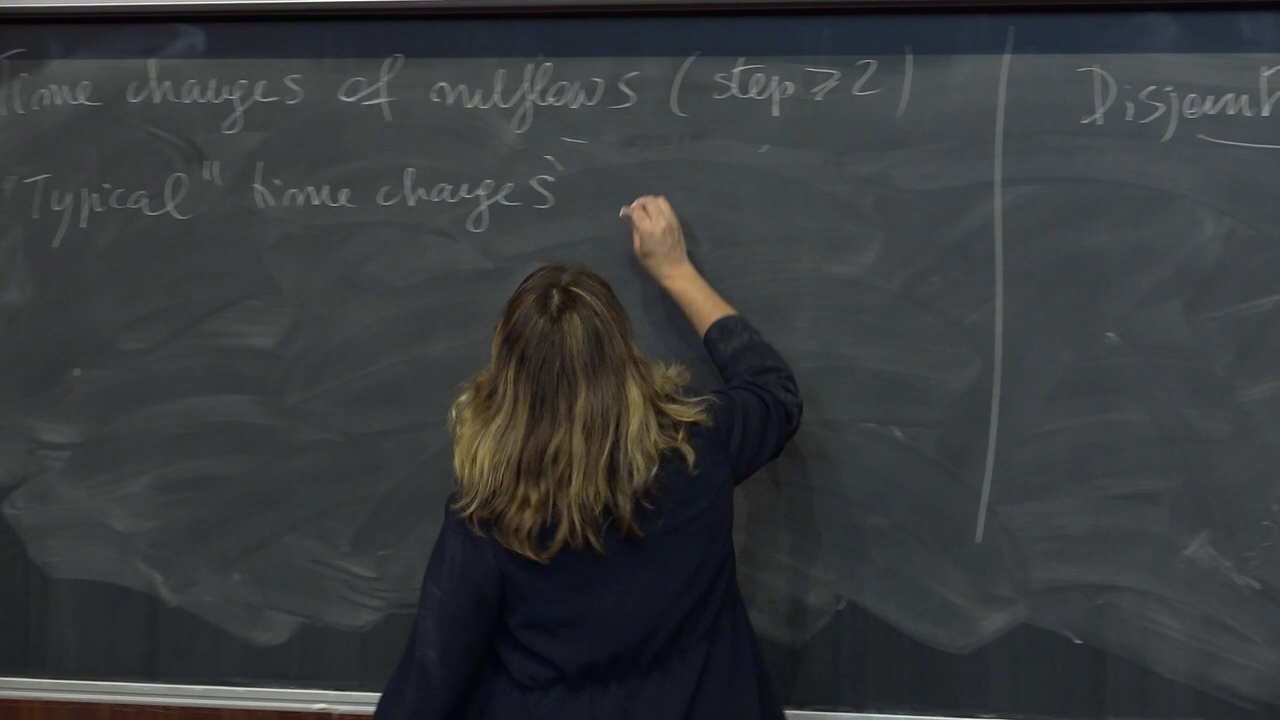 Time changes of nilflows (step ⩾ 2)
"Typical" time changes
Disjoint